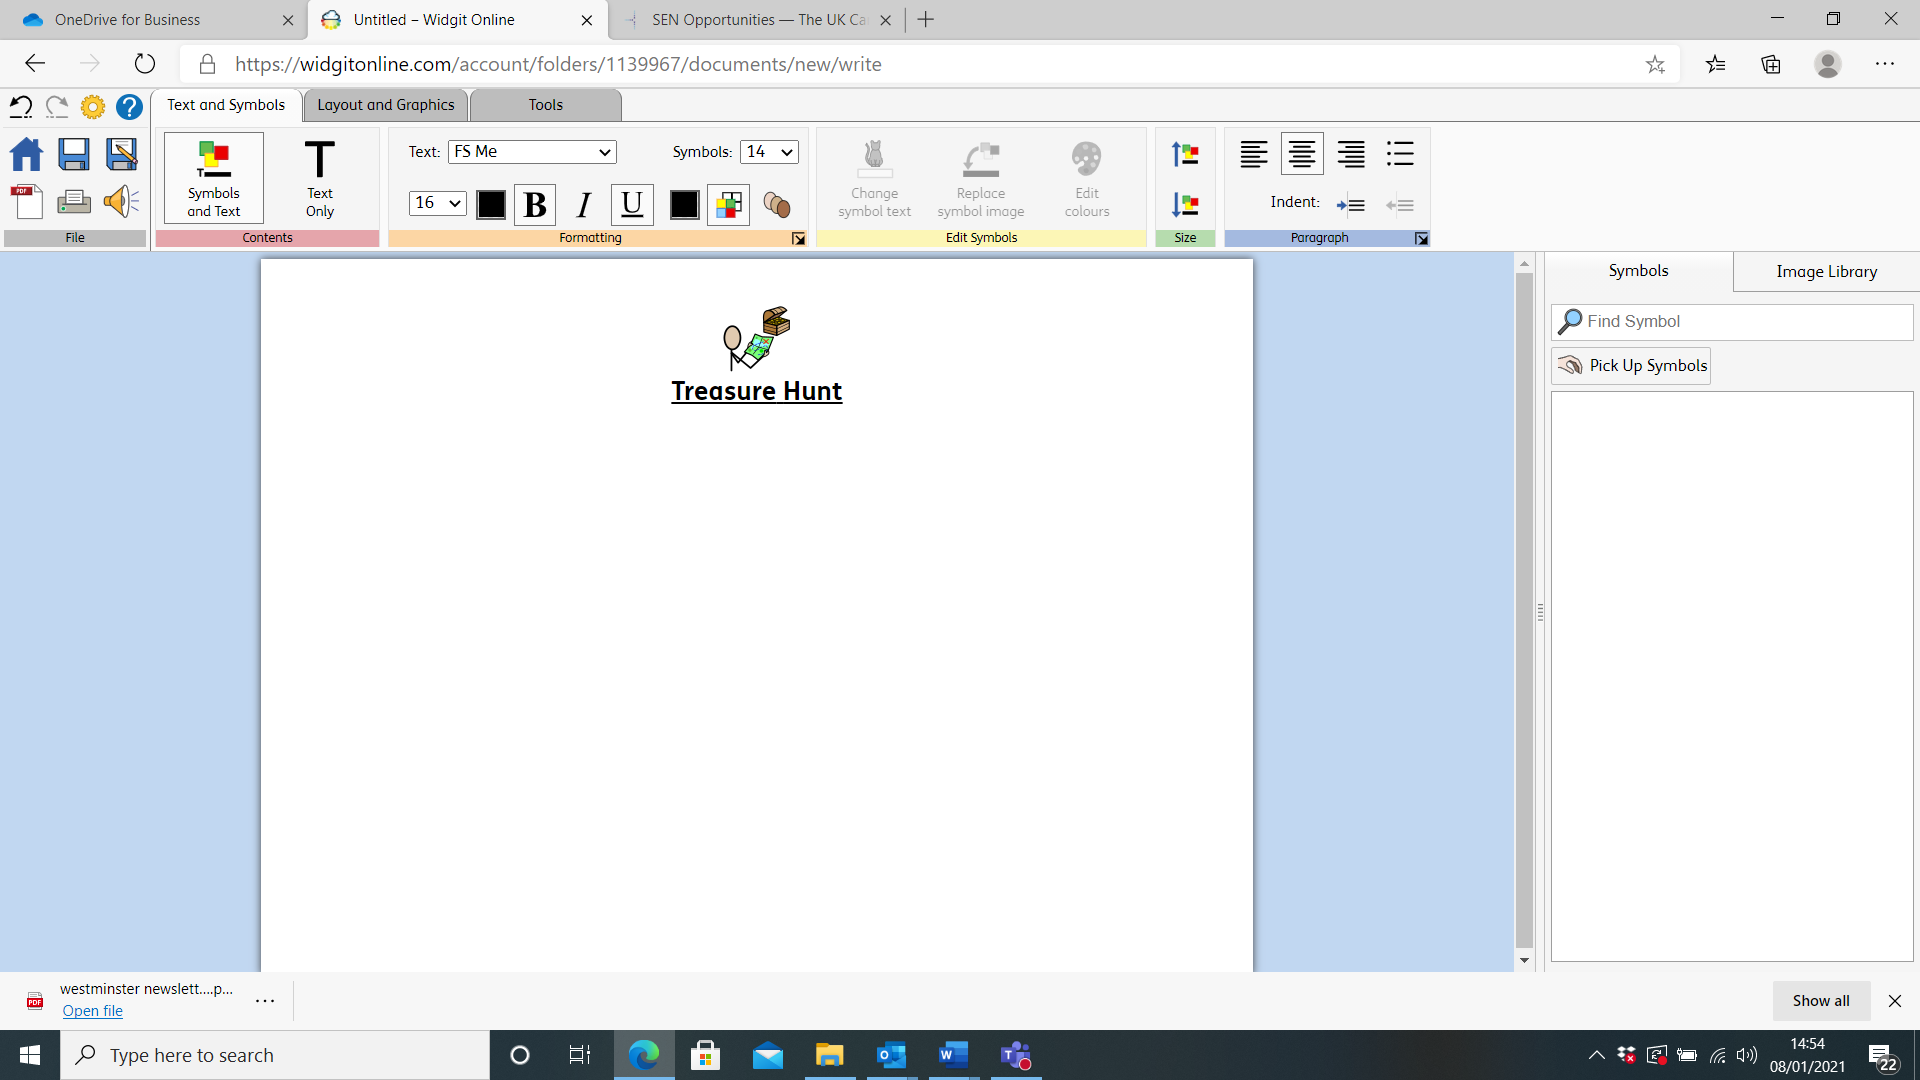 OneDrive for Business
Untitled – Widgit Online
SEN Opportunities — The UK Ca
https://widgitonline.com/account/folders/1139967/documents/new/write
Text and Symbols
Layout and Graphics
Tools
Symbols and Text
Text Only
Text: FS Me
Symbols: 14
16
B I U
Change symbol text
Replace symbol image
Edit colours
Indent:
File
Contents
Formatting
Edit Symbols
Size
Paragraph
Treasure Hunt
Symbols
Image Library
Find Symbol
Pick Up Symbols
westminster newslett....p...
Open file
Show all
Type here to search
14:54
08/01/2021
22